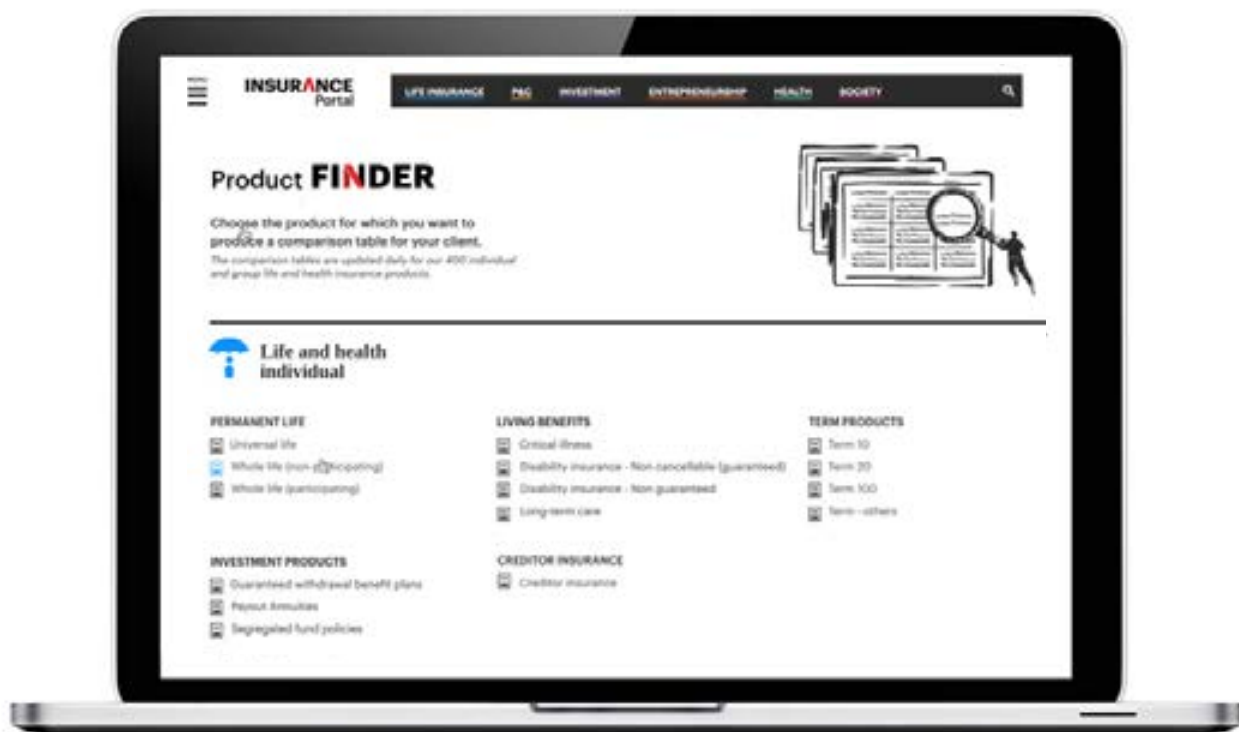 INSURANCE
Portal
LIFE INSURANCE P&C INVESTMENT ENTREPRENEURSHIP HEALTH SOCIETY
Product FINDER
Choose the product for which you want to
produce a comparison table for your client.
The comparison tables are updated daily for our 400 individual
and group life and health insurance products.
Life and health
individual
PERMANENT LIFE
Universal life
Whole life (non-participating)
Whole life (participating)
LIVING BENEFITS
Critical illness
Disability insurance - Non cancellable (guaranteed)
Disability insurance - Non guaranteed
Long-term care
TERM PRODUCTS
Term 10
Term 20
Term 100
Term - others
INVESTMENT PRODUCTS
Guaranteed withdrawal benefit plans
Payout Annuities
Segregated fund policies
CREDITOR INSURANCE
Creditor insurance